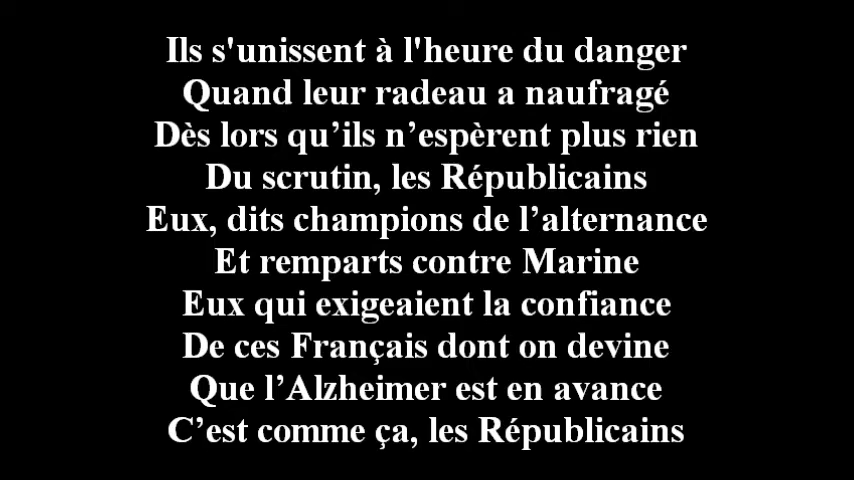 Ils s'unissent à l'heure du danger
Quand leur radeau a naufragé
Dès lors qu’ils n’espèrent plus rien
Du scrutin, les Républicains
Eux, dits champions de l’alternance
Et remparts contre Marine
Eux qui exigeaient la confiance
De ces Français dont on devine
Que l’Alzheimer est en avance
C’est comme ça, les Républicains